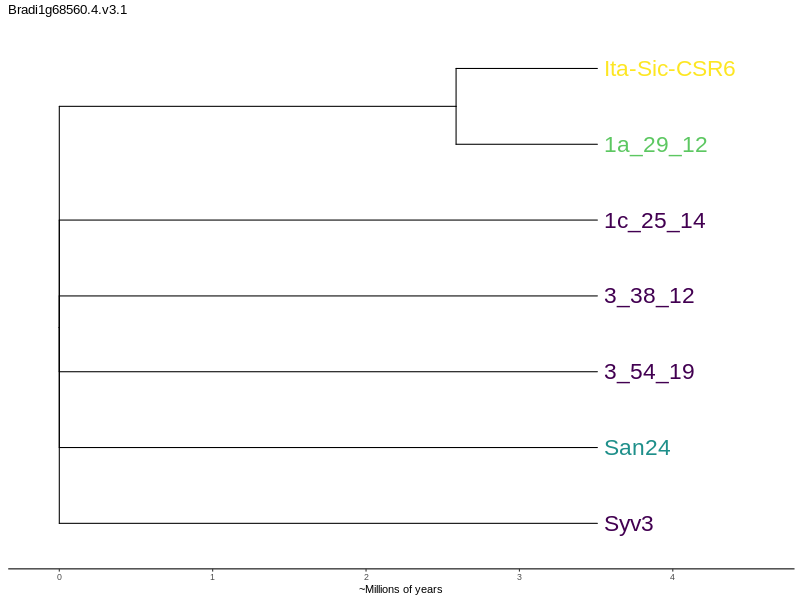 Bradi1g68560.4.v3.1
Ita-Sic-CSR6
1a_29_12
1c_25_14
3_38_12
3_54_19
San24
Syv3
0 1 2 3 4
~Millions of years